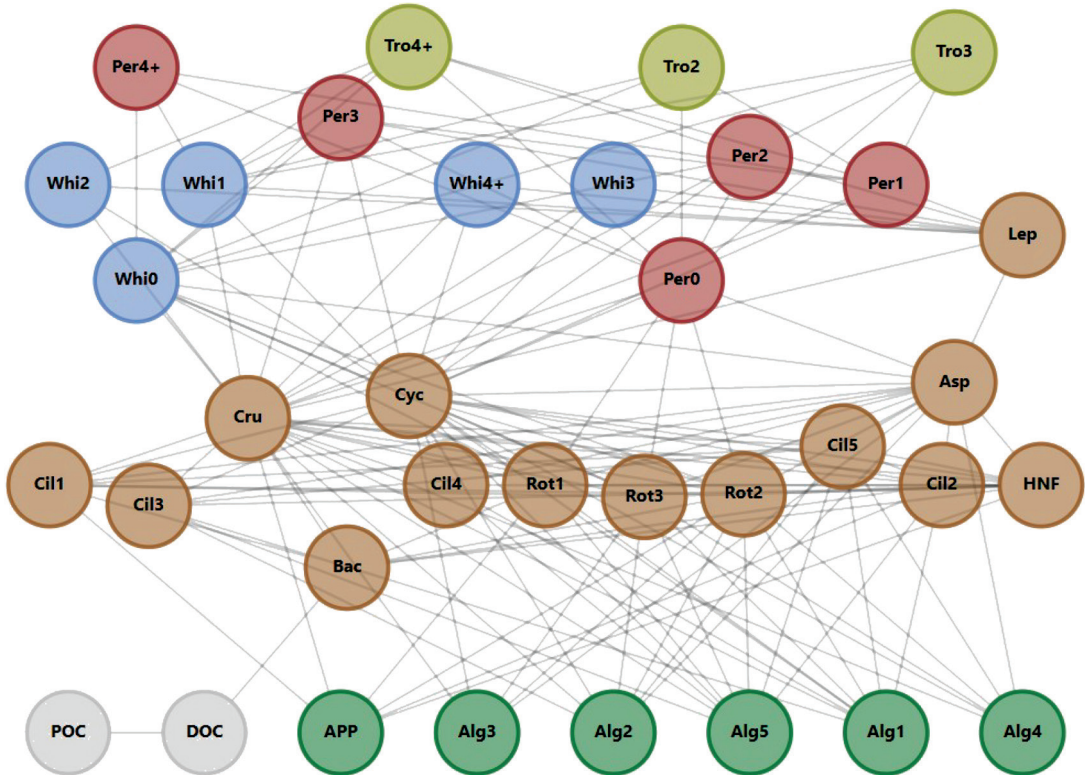 Tro4+
Tro3
Per4+
Tro2
Per3
Per2
Whi2
Whi1
Whi4+
Whi3
Per1
Lep
Whi0
Per0
Asp
Cyc
Cru
Cil5
Cil1
Cil4
Rot1
Cil2
HNF
Rot2
Rot3
Cil3
Bac
POC
DOC
APP
Alg3
Alg2
Alg5
Alg1
Alg4